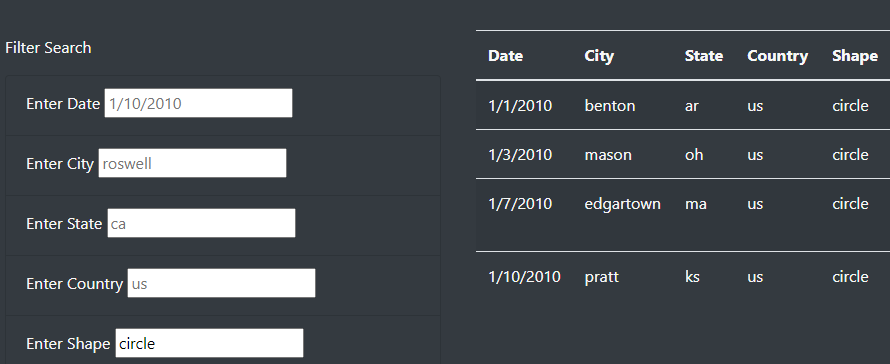 Filter Search
Enter Date 1/10/2010
Enter City roswell
Enter State ca
Enter Country us
Enter Shape circle
Date City State Country Shape
1/1/2010 benton ar us circle
1/3/2010 mason oh us circle
1/7/2010 edgartown ma us circle
1/10/2010 pratt ks us circle